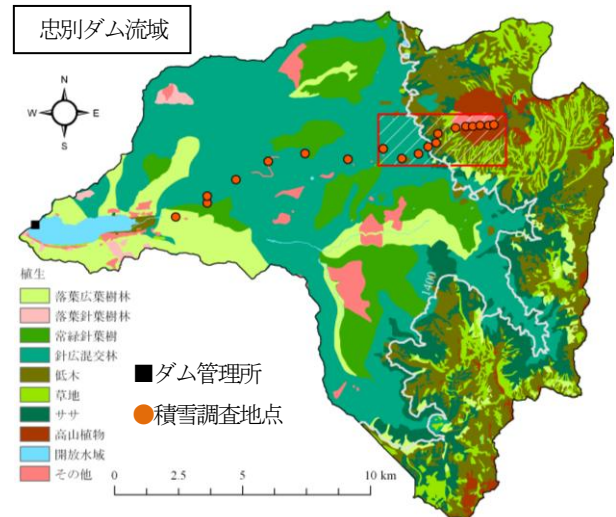 忠別ダム流域
N
W E
S
1400
植生
落葉広葉樹林
落葉針葉樹林
常緑針葉樹
針広混交林
低木
草地
ササ
高山植物
開放水域
その他
■ダム管理所
●積雪調査地点
0 2.5 5 10 km